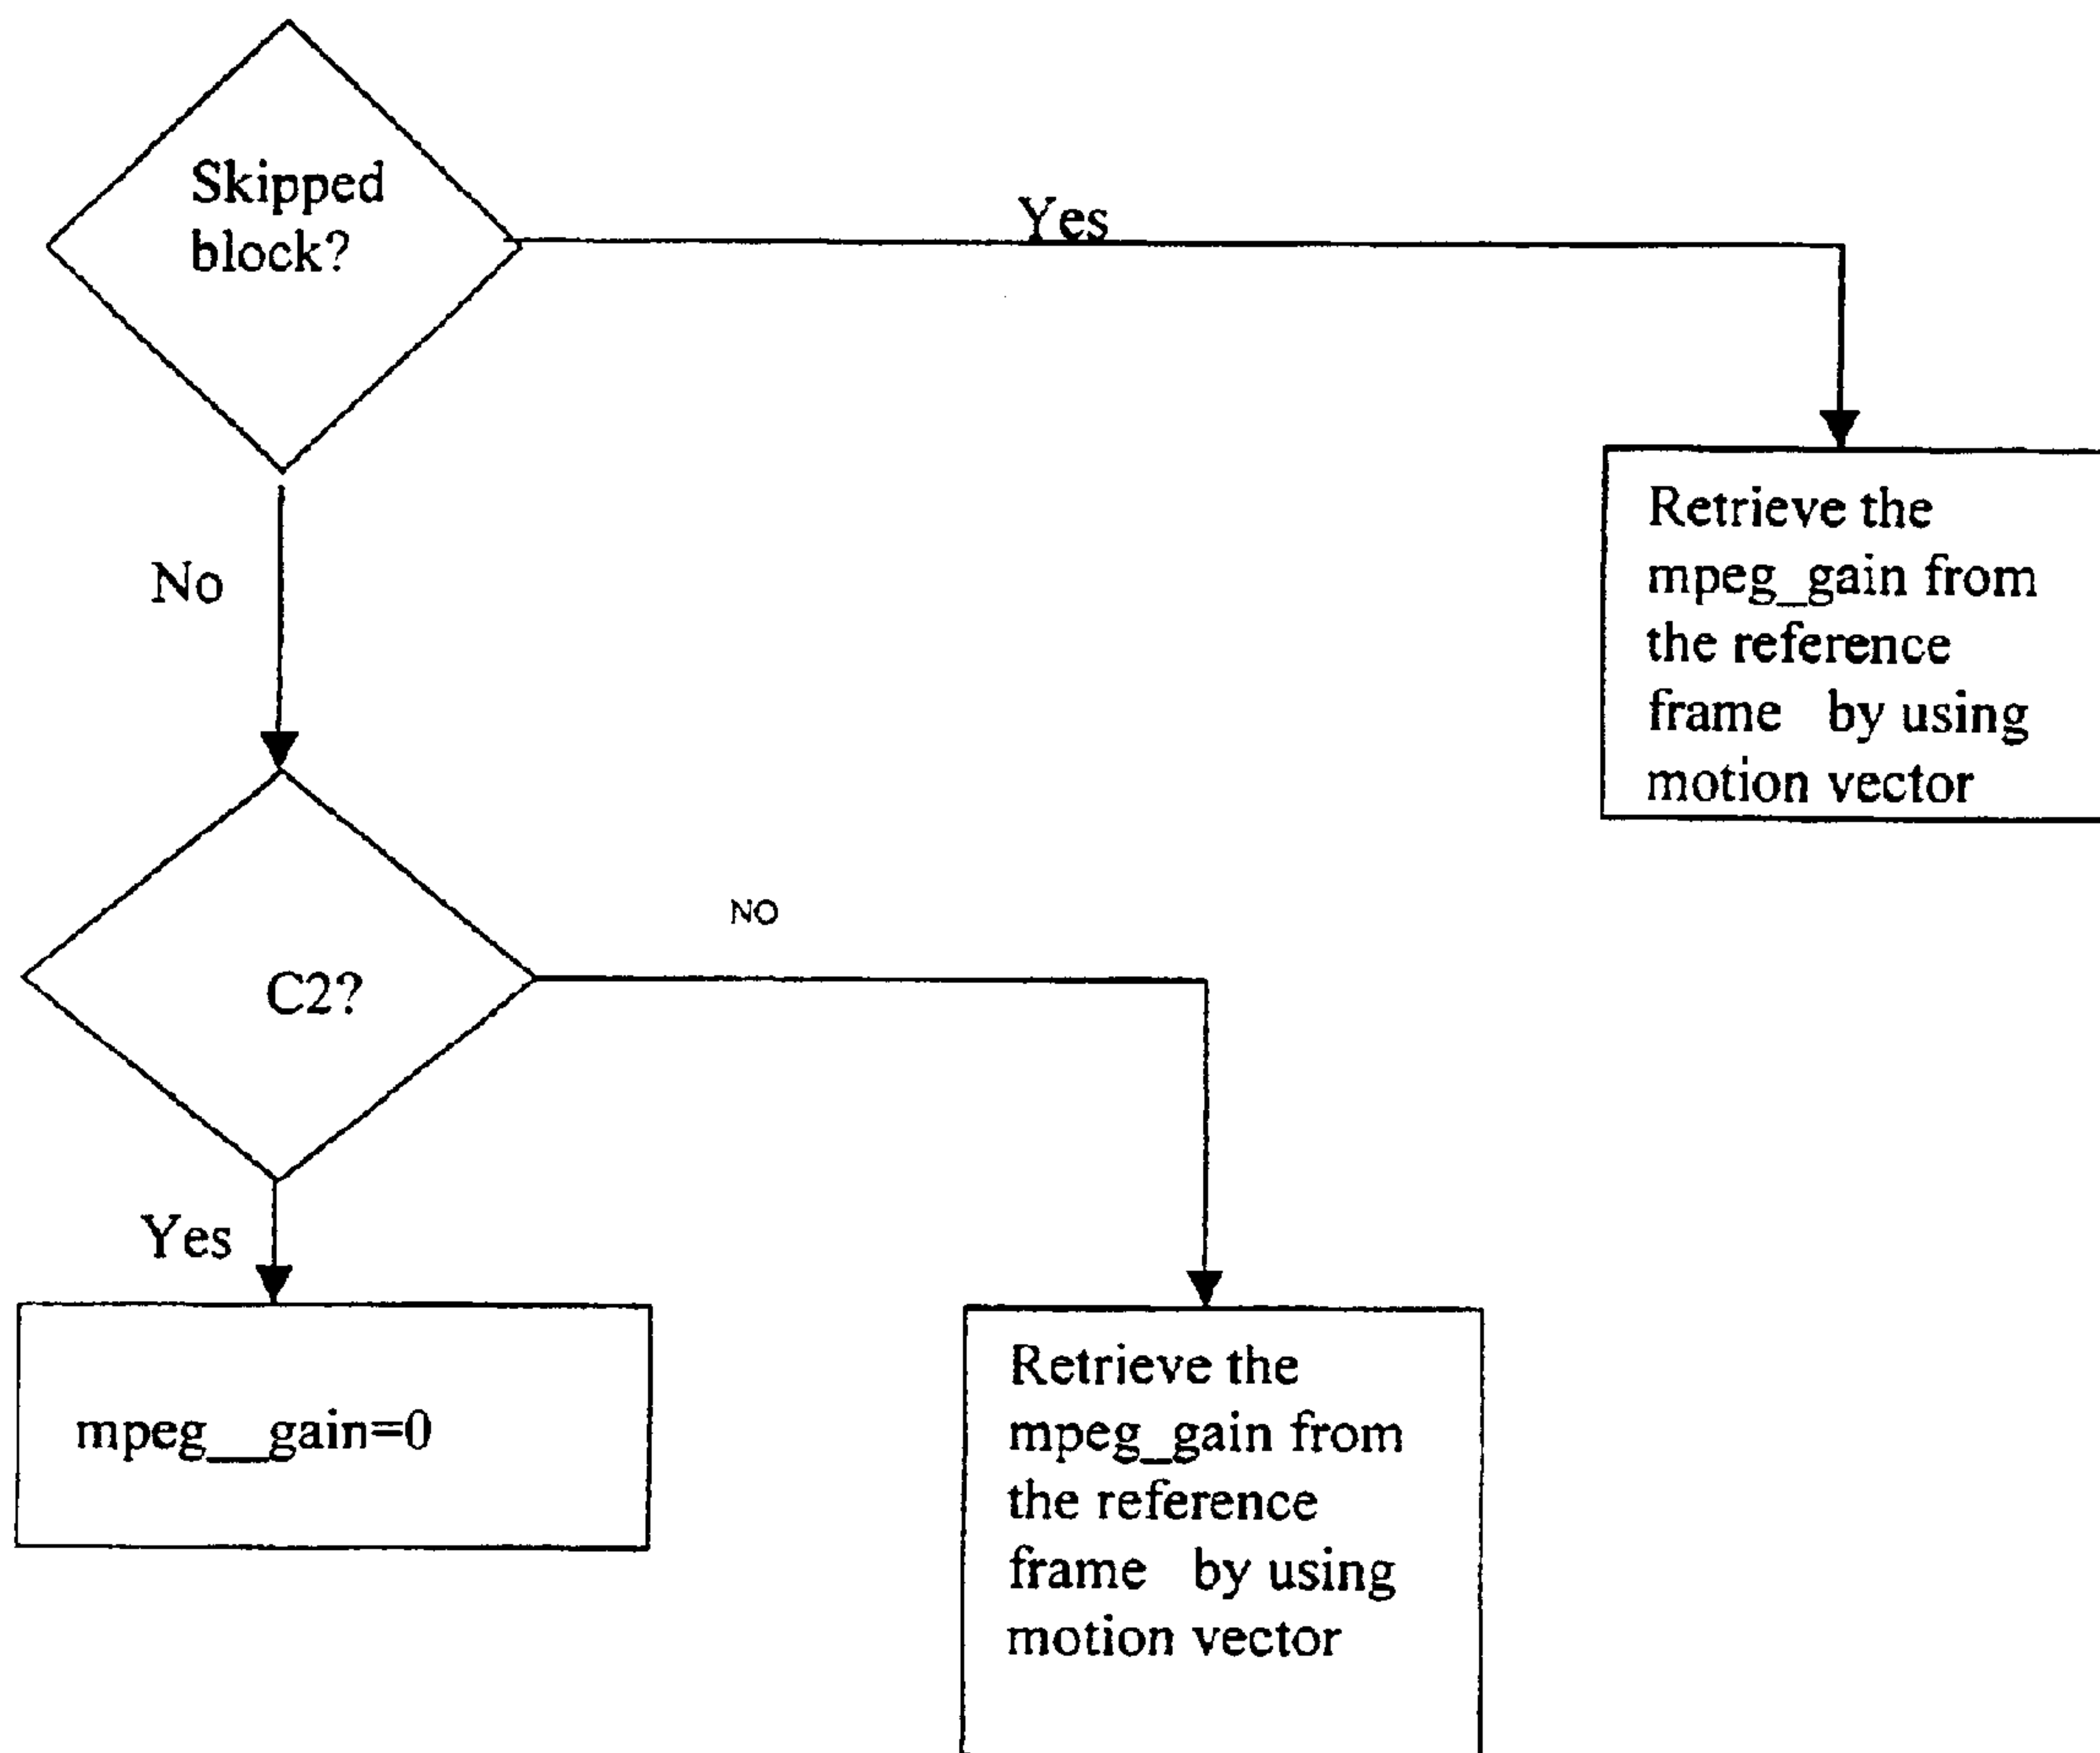 Skipped
block?
Yes
Retrieve the
mpeg_gain from
the reference
frame by using
motion vector
No
NO
C2?
Yes
mpeg__gain=0
Retrieve the
mpeg_gain from
the reference
frame by using
motion vector